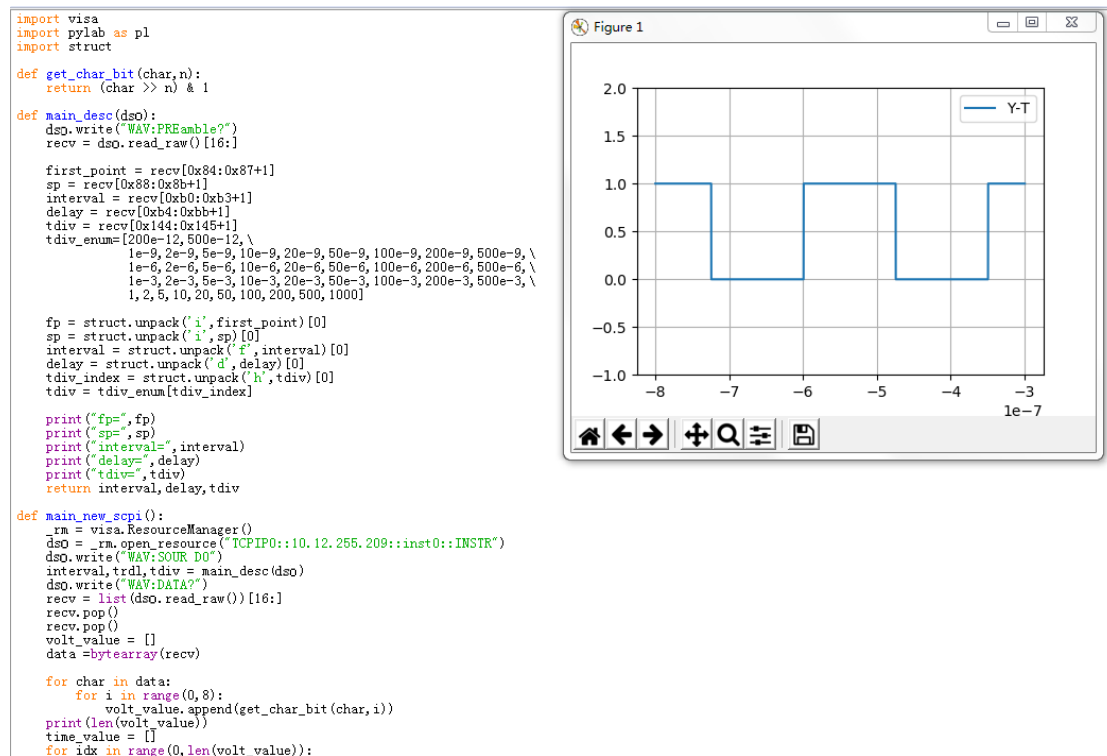 import visa
import pylab as pl
import struct

def get_char_bit(char,n):
    return (char >> n) & 1

def main_desc(dso):
    dso.write("WAV:PREamble?")
    recv = dso.read_raw()[16:]

    first_point = recv[0x84:0x87+1]
    sp = recv[0x88:0x8b+1]
    interval = recv[0xb0:0xb3+1]
    delay = recv[0xb4:0xbb+1]
    tdiv = recv[0x144:0x145+1]
    tdiv_enum=[200e-12,500e-12,\
               1e-9,2e-9,5e-9,10e-9,20e-9,50e-9,100e-9,200e-9,500e-9,\
               1e-6,2e-6,5e-6,10e-6,20e-6,50e-6,100e-6,200e-6,500e-6,\
               1e-3,2e-3,5e-3,10e-3,20e-3,50e-3,100e-3,200e-3,500e-3,\
               1,2,5,10,20,50,100,200,500,1000]

    fp = struct.unpack('i',first_point)[0]
    sp = struct.unpack('i',sp)[0]
    interval = struct.unpack('f',interval)[0]
    delay = struct.unpack('d',delay)[0]
    tdiv_index = struct.unpack('h',tdiv)[0]
    tdiv = tdiv_enum[tdiv_index]

    print("fp=",fp)
    print("sp=",sp)
    print("interval=",interval)
    print("delay=",delay)
    print("tdiv=",tdiv)
    return interval,delay,tdiv

def main_new_scpi():
    _rm = visa.ResourceManager()
    dso = _rm.open_resource("TCPIP0::10.12.255.209::inst0::INSTR")
    dso.write("WAV:SOUR D0")
    interval,trdl,tdiv = main_desc(dso)
    dso.write("WAV:DATA?")
    recv = list(dso.read_raw())[16:]
    recv.pop()
    recv.pop()
    volt_value = []
    data =bytearray(recv)

    for char in data:
        for i in range(0,8):
            volt_value.append(get_char_bit(char,i))
    print(len(volt_value))
    time_value = []
    for idx in range(0,len(volt_value)):
Figure 1
Y-T
2.0
1.5
1.0
0.5
0.0
−0.5
−1.0
−8 −7 −6 −5 −4 −3
1e−7